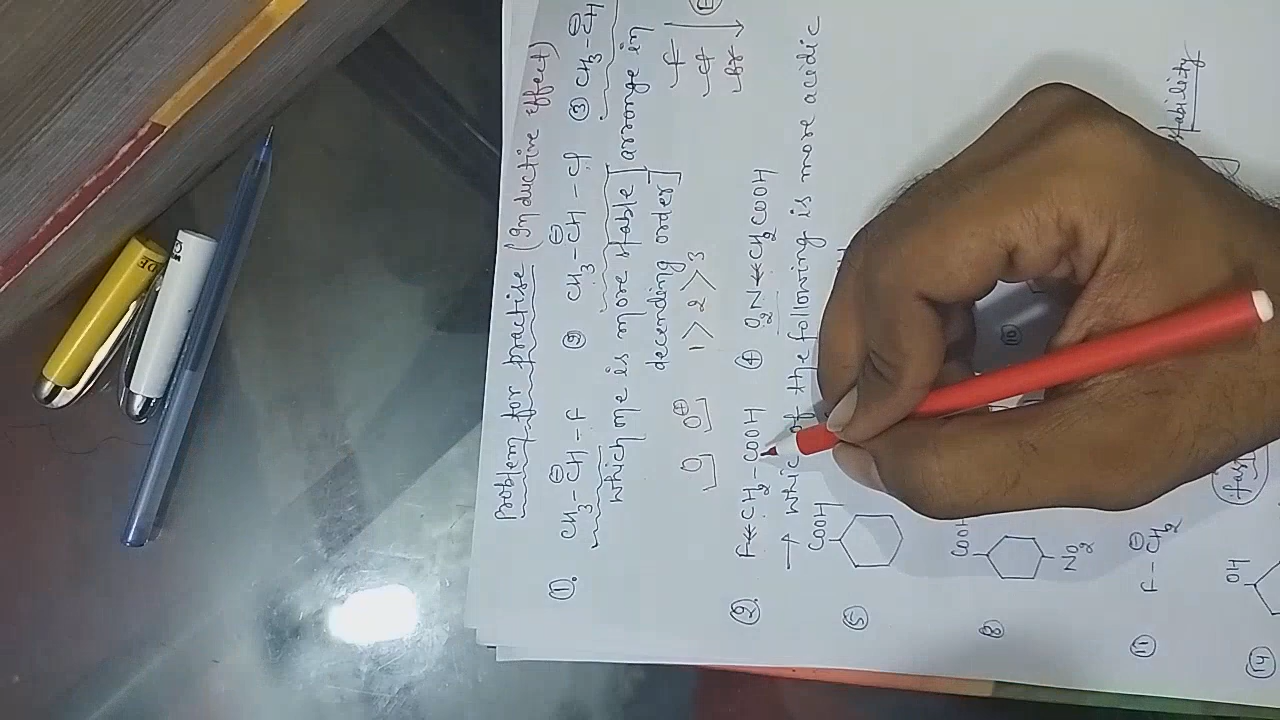 Problem for practise (Inductive effect)
①. CH₃-CH⊖-F ② CH₃-CH⊖-Cl ③ CH₃-CH⊖
which one is more stable [arrange in
decending order]
1 > 2 > 3
-F
-Cl
-Br
②. F CH₂-COOH ④ O₂N CH₂COOH
→ which of the following is more acidic
⑤ COOH
⑧ COOH
NO₂
⑩
⑪ F-CH₂⊖
⑭ OH
stability